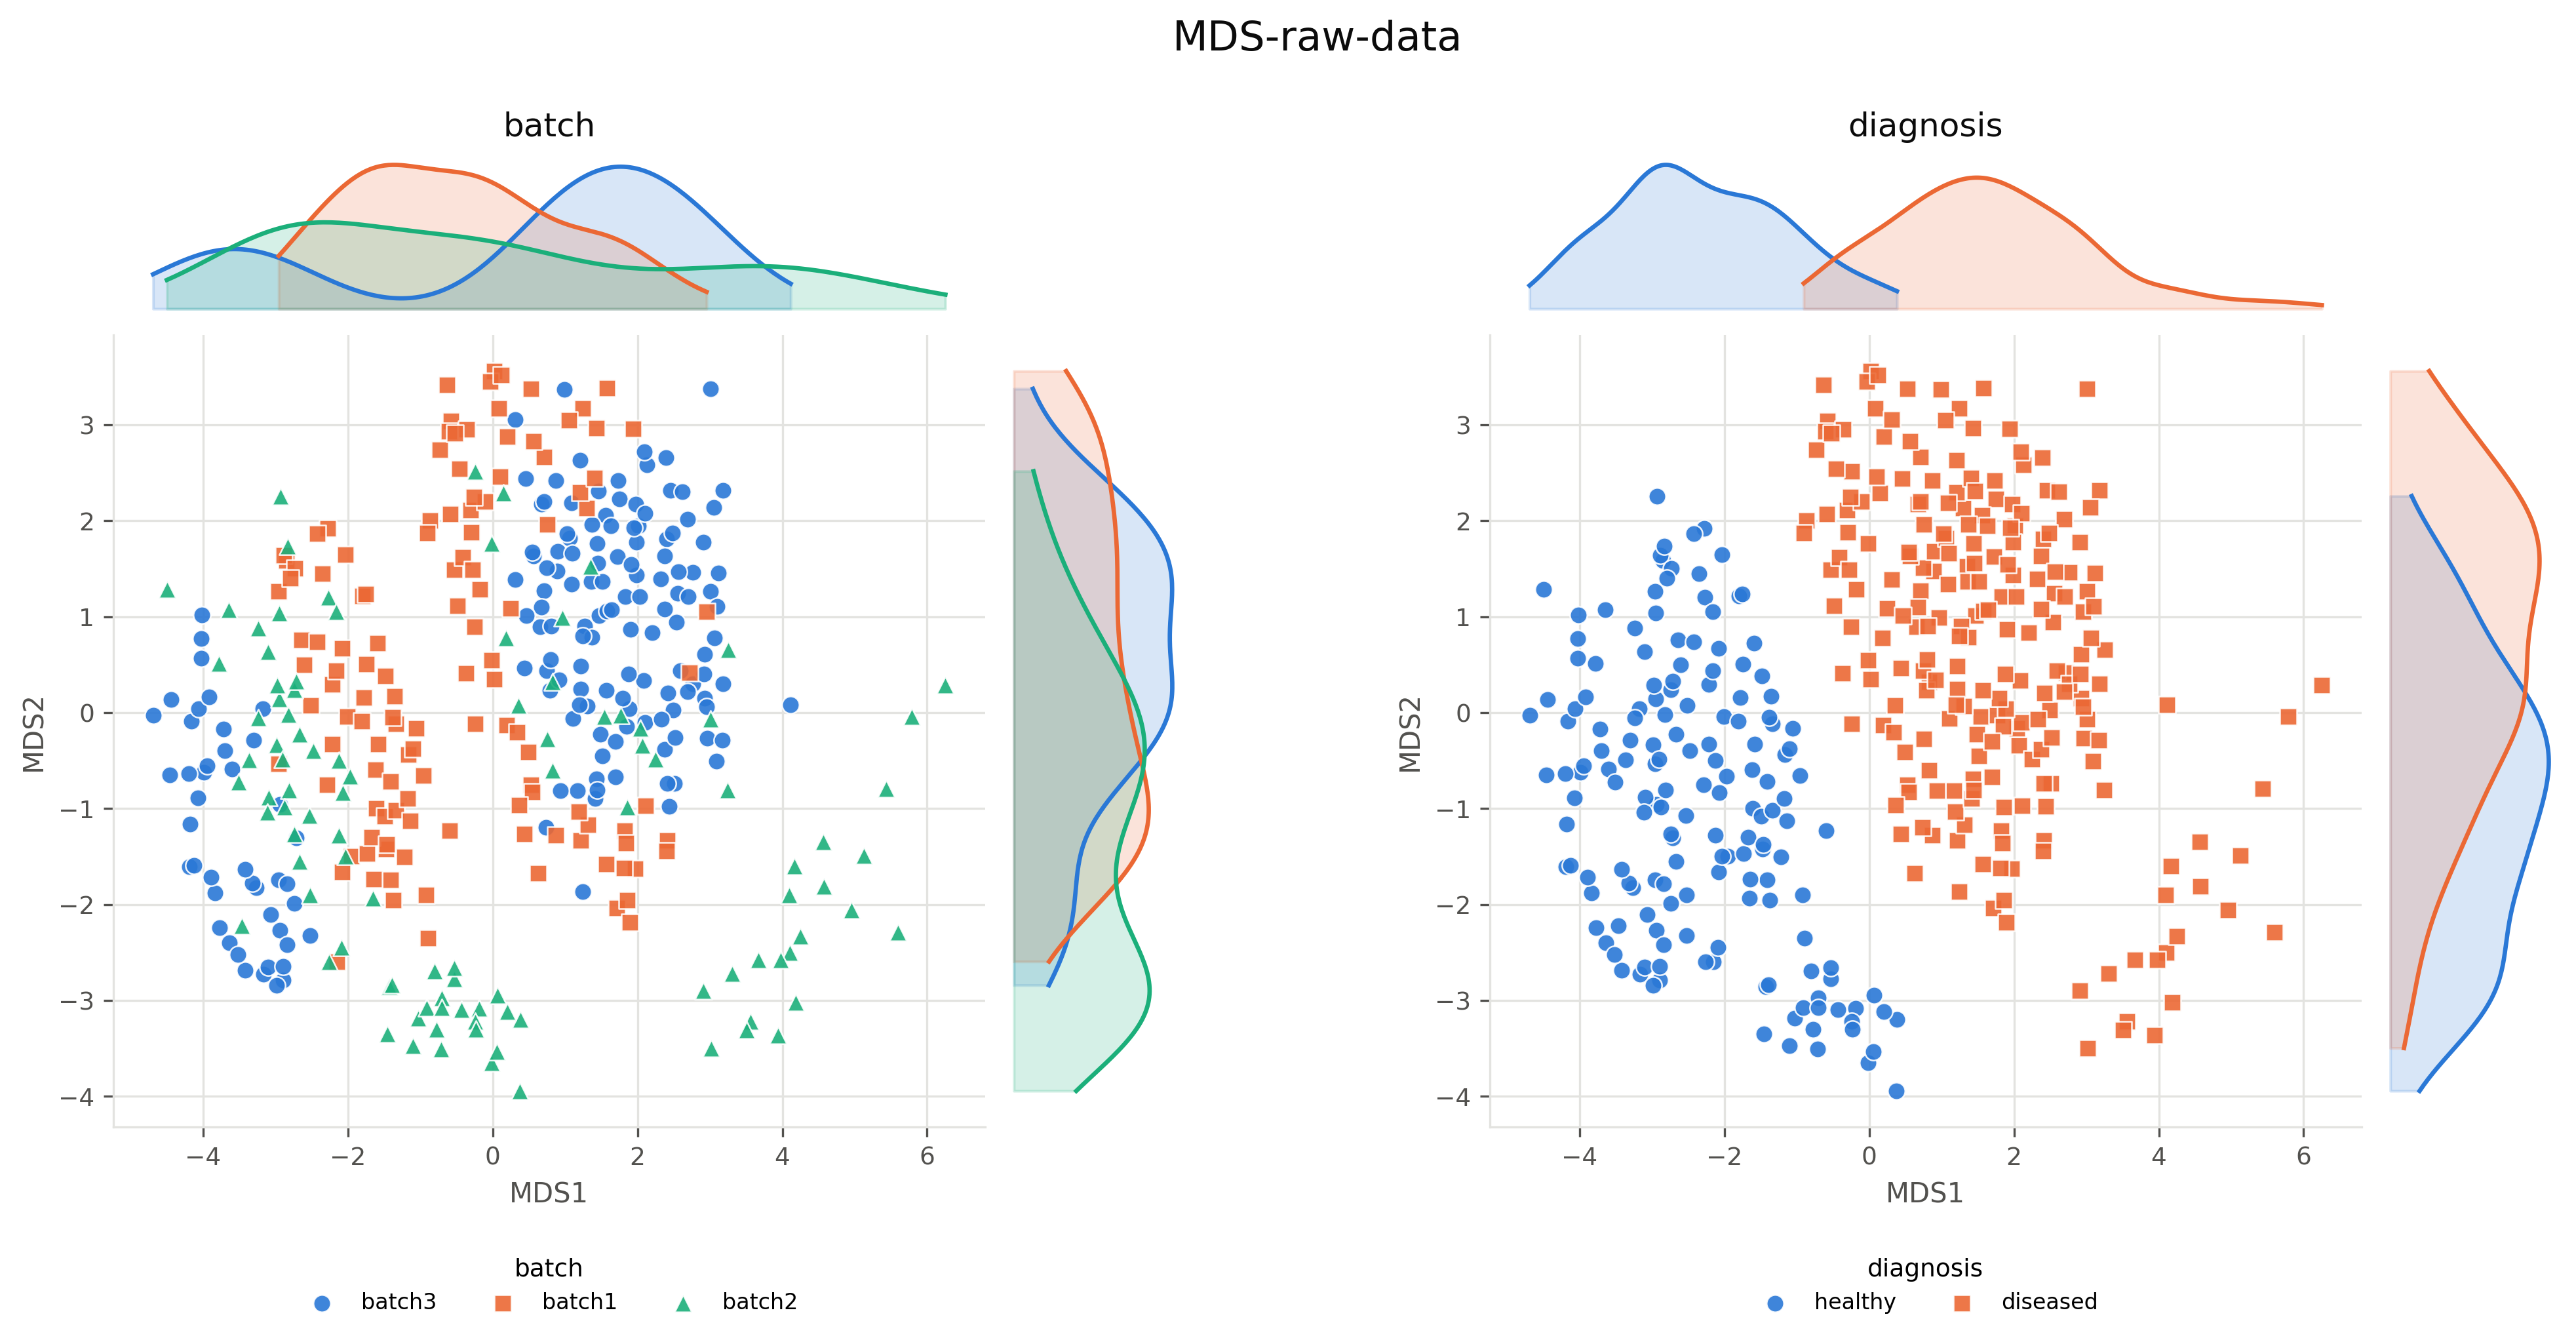 MDS-raw-data
batch
3
2
1
0
−1
−2
−3
−4
MDS2
−4 −2 0 2 4 6
MDS1
batch
batch3 batch1 batch2
diagnosis
3
2
1
0
−1
−2
−3
−4
MDS2
−4 −2 0 2 4 6
MDS1
diagnosis
healthy diseased